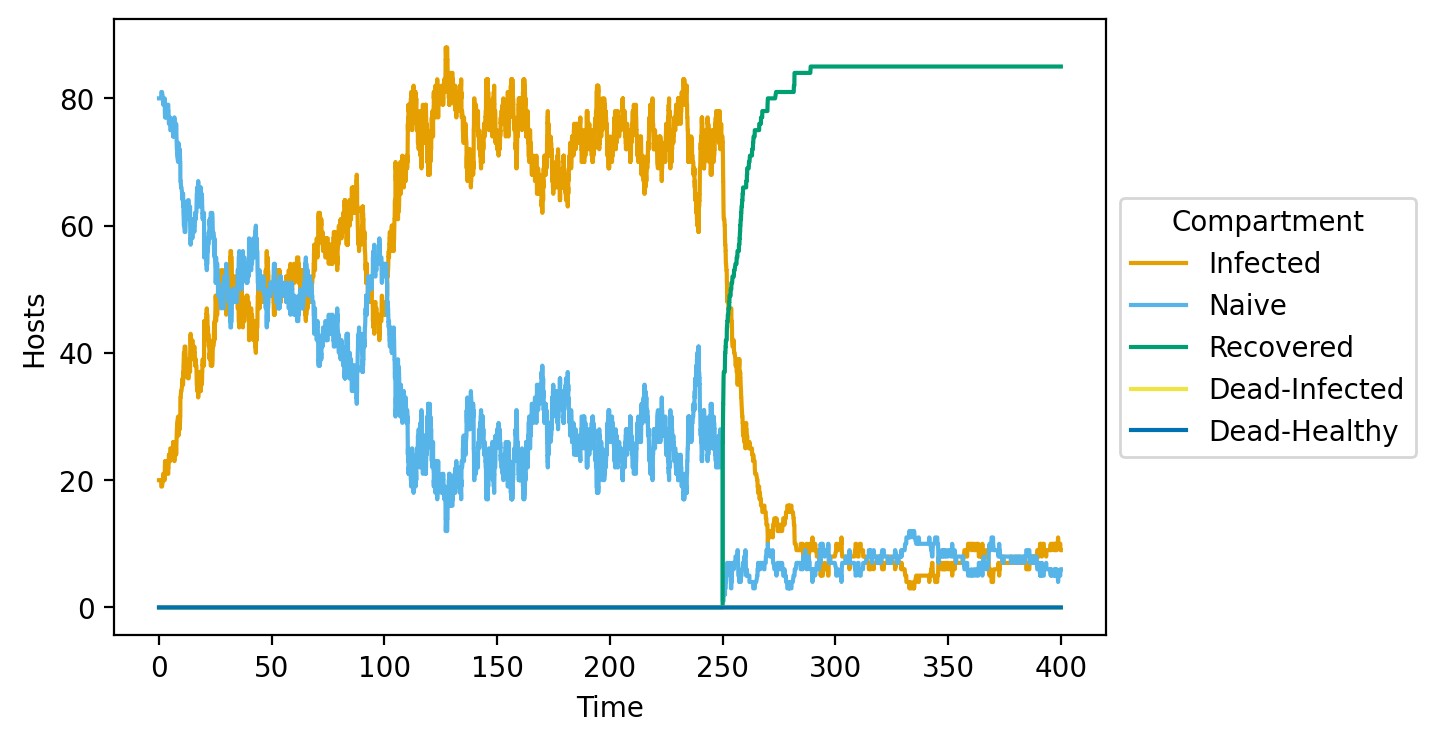 Hosts
80
60
40
20
0
0 50 100 150 200 250 300 350 400
Time
Compartment
Infected
Naive
Recovered
Dead-Infected
Dead-Healthy